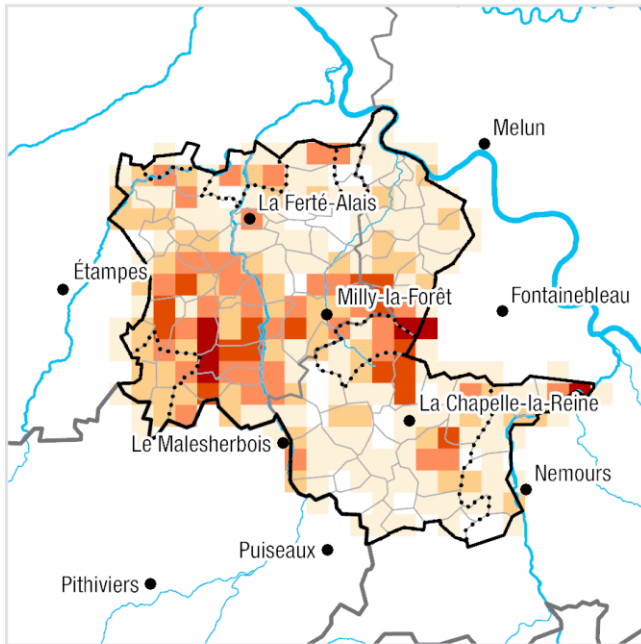 Melun
La Ferté-Alais
Étampes
Milly-la-Forêt
Fontainebleau
La Chapelle-la-Reine
Le Malesherbois
Nemours
Puiseaux
Pithiviers